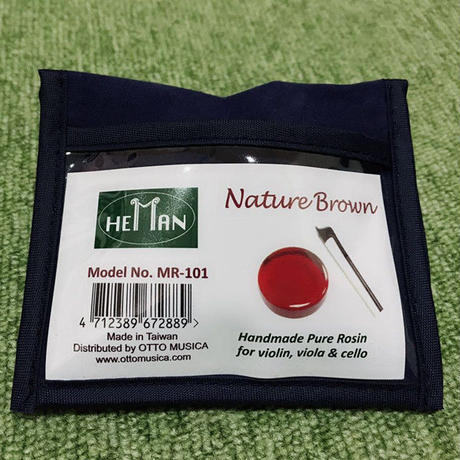 HEMAN
Nature Brown
Model No. MR-101
4 712389 672889 >
Made in Taiwan
Distributed by OTTO MUSICA
www.ottomusica.com
Handmade Pure Rosin
for violin, viola & cello